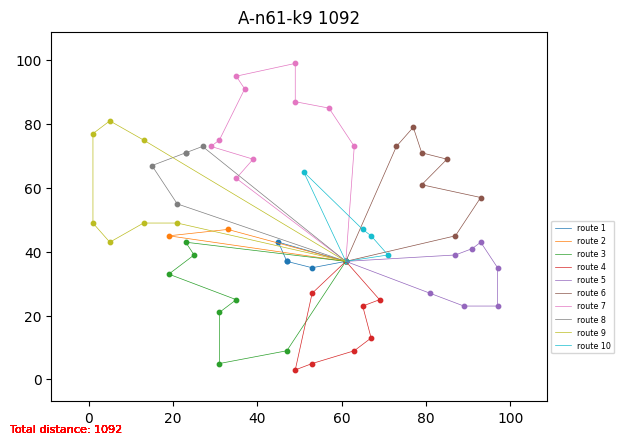 A-n61-k9 1092
100
80
60
40
20
0
0 20 40 60 80 100
route 1
route 2
route 3
route 4
route 5
route 6
route 7
route 8
route 9
route 10
Total distance: 1092